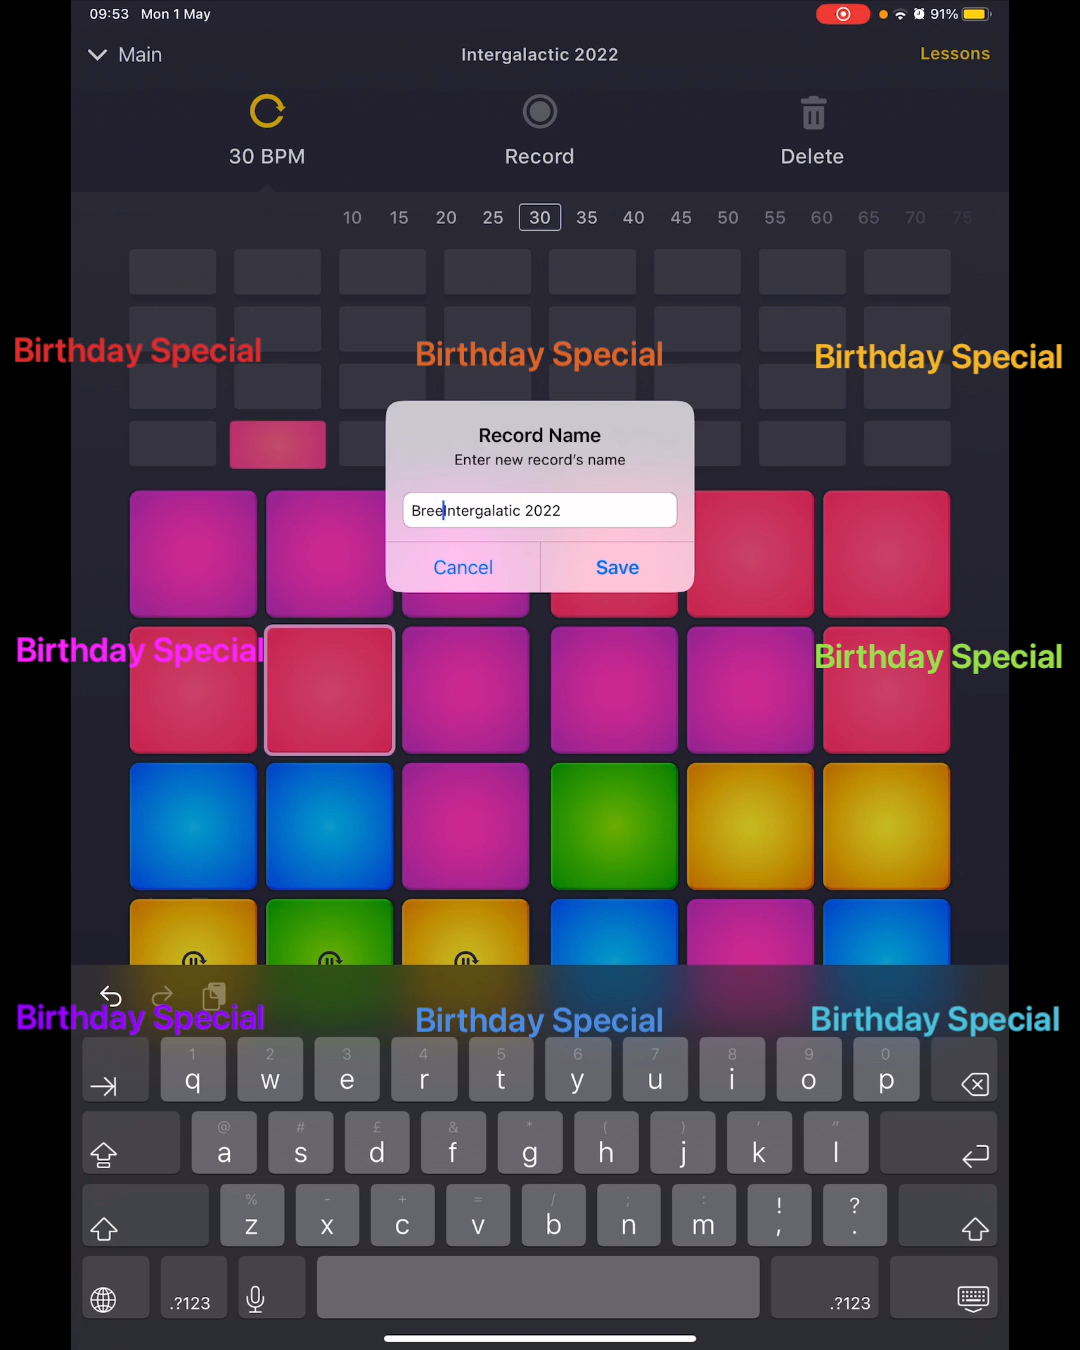 09:53 Mon 1 May 91%
Main Intergalactic 2022 Lessons
30 BPM Record Delete
10 15 20 25 30 35 40 45 50 55 60 65 70 75
Birthday Special Birthday Special Birthday Special
Record Name
Enter new record's name
BreeIntergalatic 2022
Cancel Save
Birthday Special Birthday Special
Birthday Special Birthday Special Birthday Special
1 2 3 4 5 6 7 8 9 0
q w e r t y u i o p
@ # £ & * ( ) ' "
a s d f g h j k l
% - + = / ; : ! ?
z x c v b n m , .
.?123 .?123